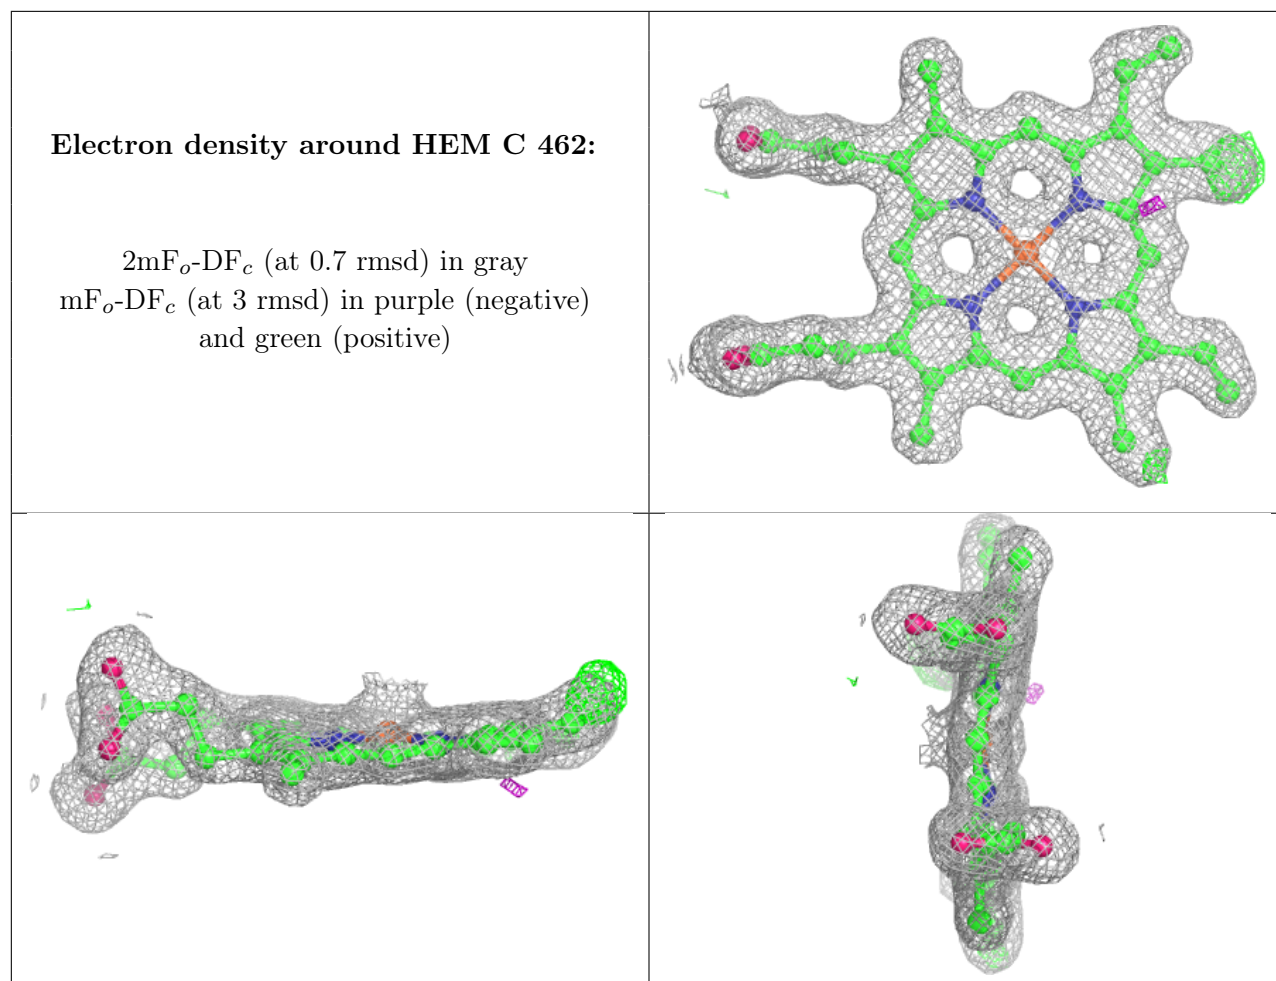 Electron density around HEM C 462:
2mFo-DFc (at 0.7 rmsd) in gray
mFo-DFc (at 3 rmsd) in purple (negative)
and green (positive)